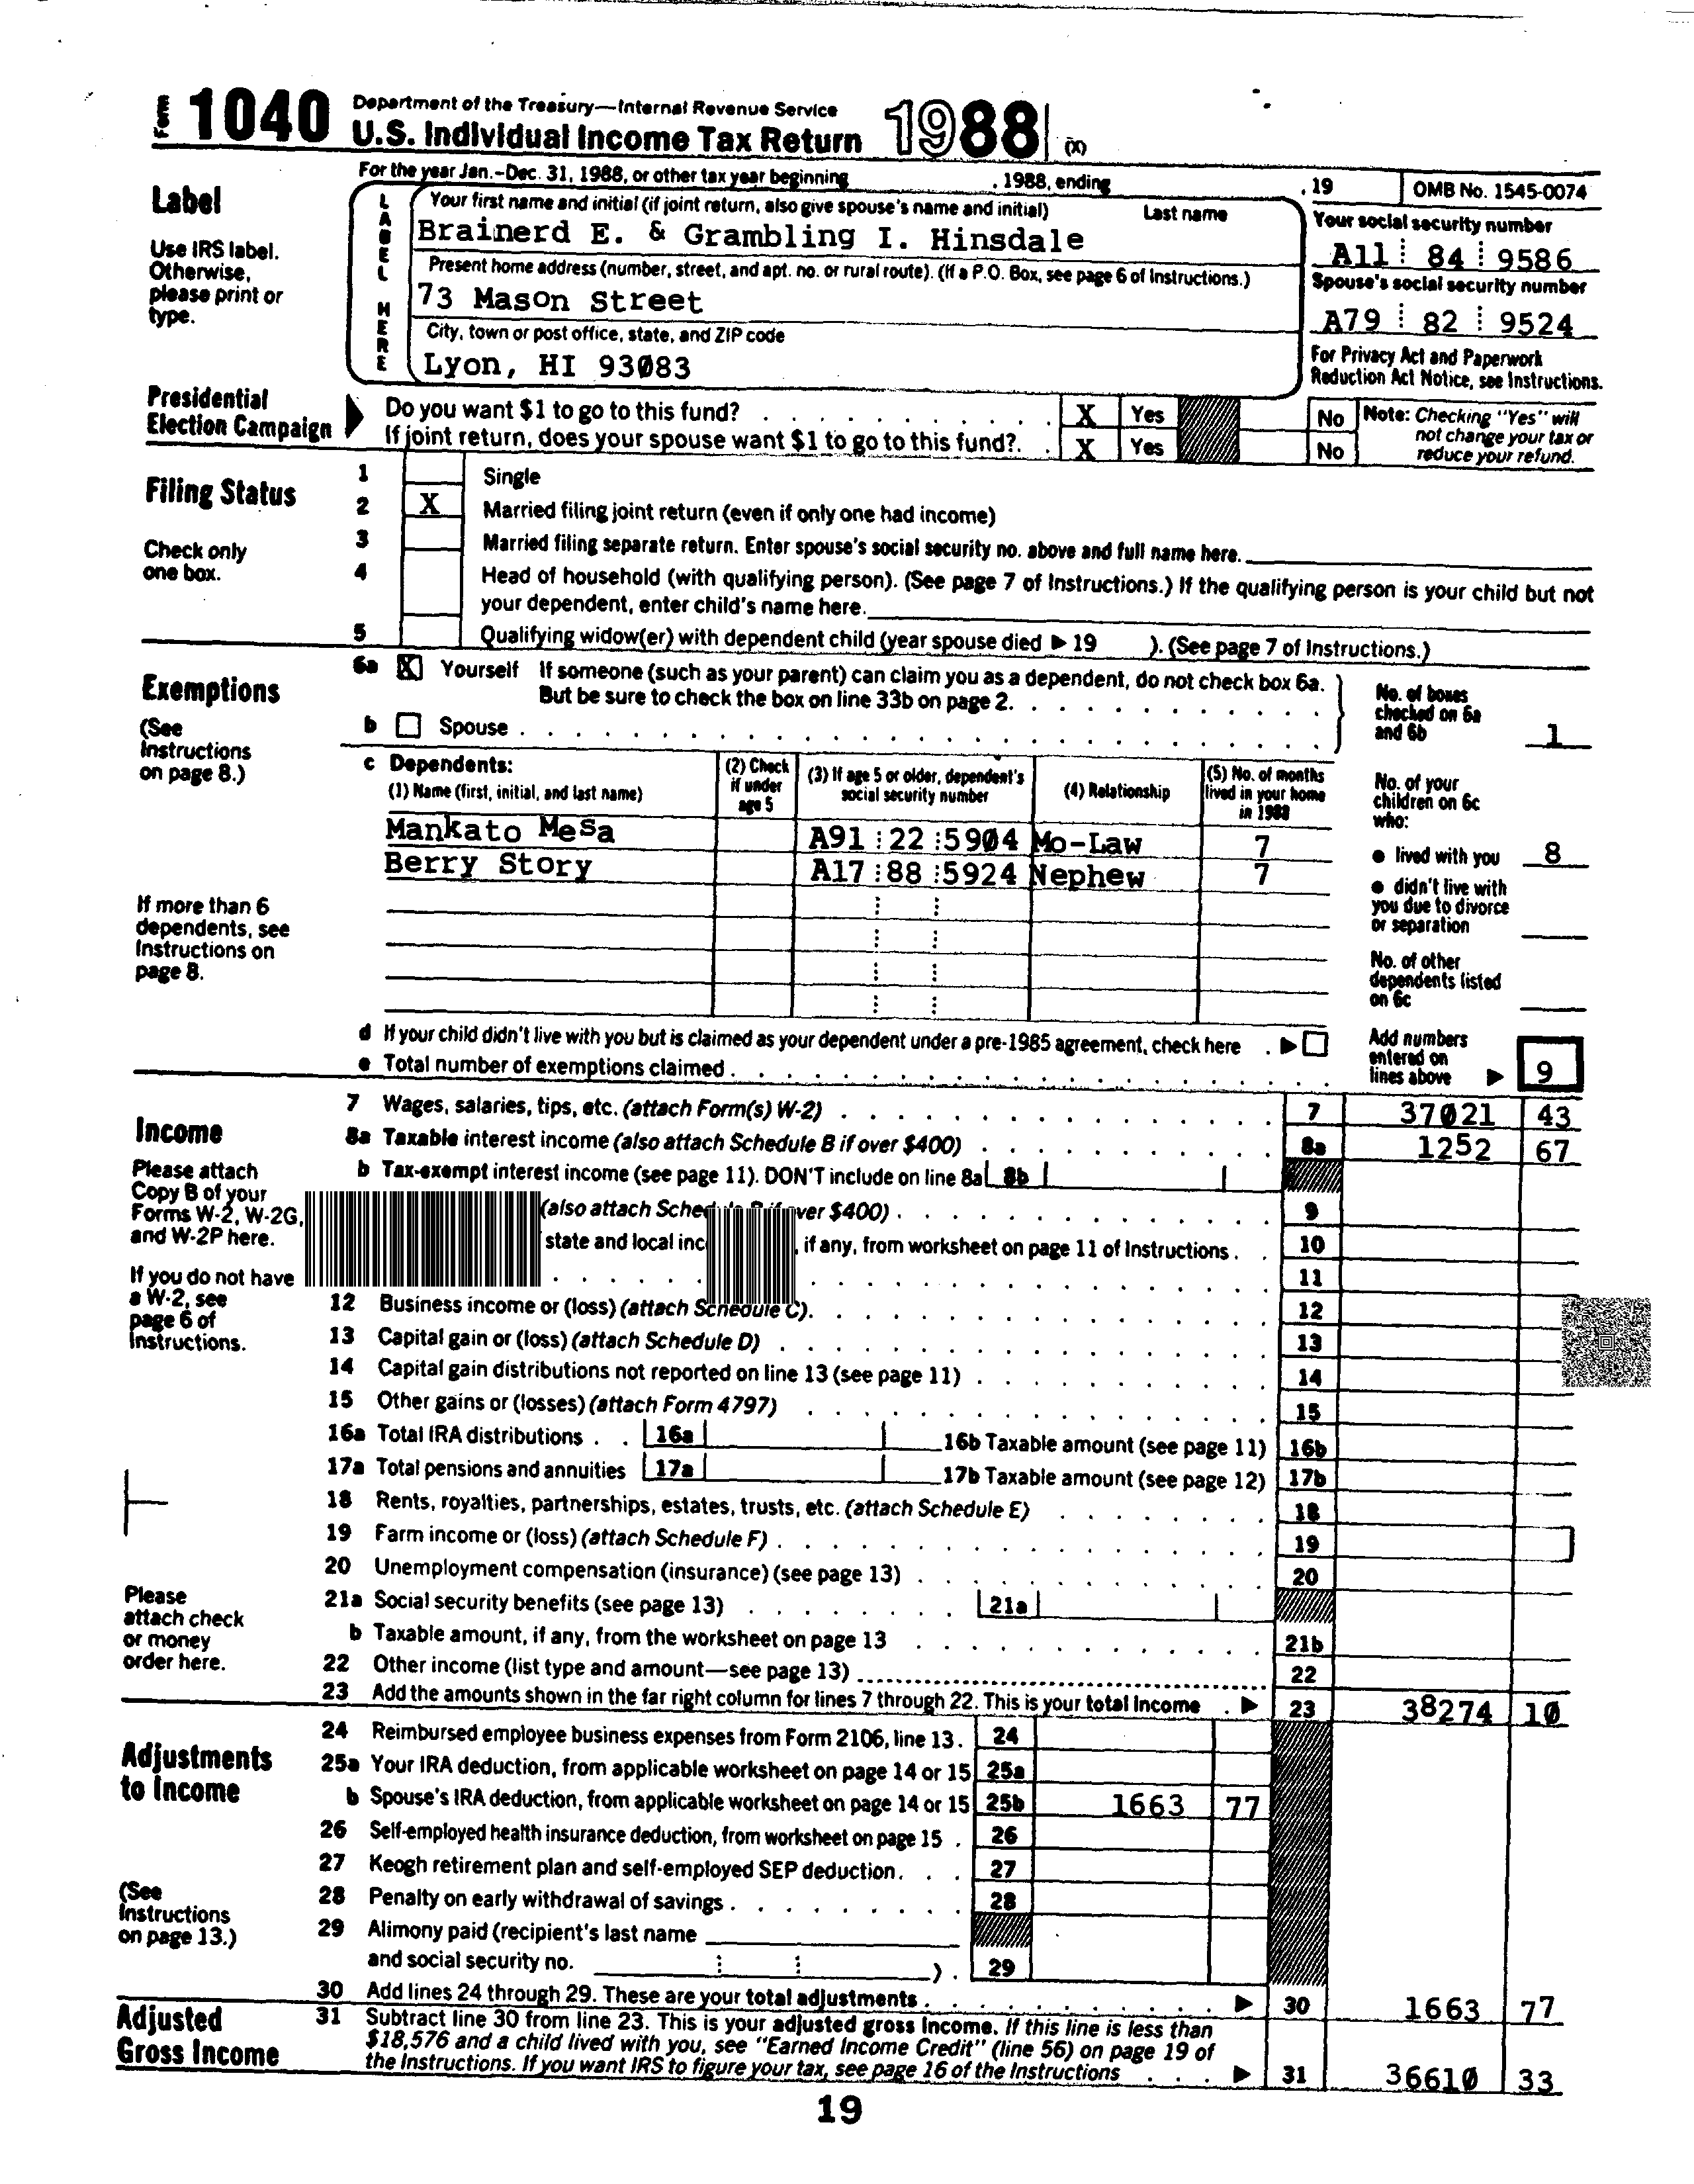 Form 1040 Department of the Treasury—Internal Revenue Service
U.S. Individual Income Tax Return 1988 (X)
For the year Jan.-Dec. 31, 1988, or other tax year beginning , 1988, ending , 19 OMB No. 1545-0074
Label
Use IRS label.
Otherwise,
please print or
type.
LABEL HERE
Your first name and initial (if joint return, also give spouse's name and initial) Last name
Brainerd E. & Grambling I. Hinsdale
Present home address (number, street, and apt. no. or rural route). (If a P.O. Box, see page 6 of Instructions.)
73 Mason Street
City, town or post office, state, and ZIP code
Lyon, HI 93083
Your social security number
A11 84 9586
Spouse's social security number
A79 82 9524
For Privacy Act and Paperwork
Reduction Act Notice, see Instructions.
Presidential
Election Campaign
Do you want $1 to go to this fund? X Yes No
If joint return, does your spouse want $1 to go to this fund?. X Yes No
Note: Checking "Yes" will
not change your tax or
reduce your refund.
Filing Status
Check only
one box.
1 Single
2 X Married filing joint return (even if only one had income)
3 Married filing separate return. Enter spouse's social security no. above and full name here.
4 Head of household (with qualifying person). (See page 7 of Instructions.) If the qualifying person is your child but not
your dependent, enter child's name here.
5 Qualifying widow(er) with dependent child (year spouse died ▶ 19 ). (See page 7 of Instructions.)
Exemptions
(See
Instructions
on page 8.)
If more than 6
dependents, see
Instructions on
page 8.
6a X Yourself If someone (such as your parent) can claim you as a dependent, do not check box 6a.
But be sure to check the box on line 33b on page 2.
b Spouse
No. of boxes
checked on 6a
and 6b 1
c Dependents:
(1) Name (first, initial, and last name)
(2) Check
if under
age 5
(3) If age 5 or older, dependent's
social security number
(4) Relationship
(5) No. of months
lived in your home
in 1988
Mankato Mesa A91 22 5904 Mo-Law 7
Berry Story A17 88 5924 Nephew 7
No. of your
children on 6c
who:
● lived with you 8
● didn't live with
you due to divorce
or separation
No. of other
dependents listed
on 6c
d If your child didn't live with you but is claimed as your dependent under a pre-1985 agreement, check here . ▶
e Total number of exemptions claimed
Add numbers
entered on
lines above ▶ 9
Income
Please attach
Copy B of your
Forms W-2, W-2G,
and W-2P here.
If you do not have
a W-2, see
page 6 of
Instructions.
Please
attach check
or money
order here.
7 Wages, salaries, tips, etc. (attach Form(s) W-2) 7 37021 43
8a Taxable interest income (also attach Schedule B if over $400) 8a 1252 67
b Tax-exempt interest income (see page 11). DON'T include on line 8a 8b
(also attach Schedule B if over $400) 9
state and local inc , if any, from worksheet on page 11 of Instructions. 10
11
12 Business income or (loss) (attach Schedule C). 12
13 Capital gain or (loss) (attach Schedule D) 13
14 Capital gain distributions not reported on line 13 (see page 11) 14
15 Other gains or (losses) (attach Form 4797) 15
16a Total IRA distributions 16a 16b Taxable amount (see page 11) 16b
17a Total pensions and annuities 17a 17b Taxable amount (see page 12) 17b
18 Rents, royalties, partnerships, estates, trusts, etc. (attach Schedule E) 18
19 Farm income or (loss) (attach Schedule F) 19
20 Unemployment compensation (insurance) (see page 13) 20
21a Social security benefits (see page 13) 21a
b Taxable amount, if any, from the worksheet on page 13 21b
22 Other income (list type and amount—see page 13) 22
23 Add the amounts shown in the far right column for lines 7 through 22. This is your total income ▶ 23 38274 10
Adjustments
to Income
(See
Instructions
on page 13.)
24 Reimbursed employee business expenses from Form 2106, line 13. 24
25a Your IRA deduction, from applicable worksheet on page 14 or 15 25a
b Spouse's IRA deduction, from applicable worksheet on page 14 or 15 25b 1663 77
26 Self-employed health insurance deduction, from worksheet on page 15 . 26
27 Keogh retirement plan and self-employed SEP deduction. 27
28 Penalty on early withdrawal of savings 28
29 Alimony paid (recipient's last name
and social security no. ). 29
30 Add lines 24 through 29. These are your total adjustments ▶ 30 1663 77
Adjusted
Gross Income
31 Subtract line 30 from line 23. This is your adjusted gross income. If this line is less than
$18,576 and a child lived with you, see "Earned Income Credit" (line 56) on page 19 of
the Instructions. If you want IRS to figure your tax, see page 16 of the Instructions ▶ 31 36610 33
19